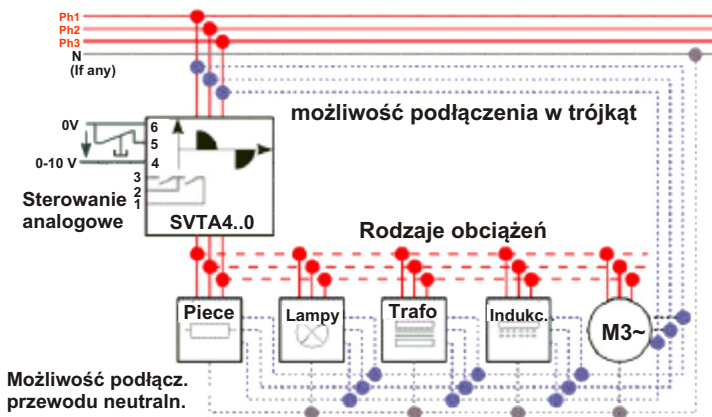 Ph1
Ph2
Ph3
N
(If any)
możliwość podłączenia w trójkąt
0V
6
5
0-10 V
4
3
2
1
Sterowanie
analogowe
SVTA4..0
Rodzaje obciążeń
Piece
Lampy
Trafo
Indukc..
M3~
Możliwość podłącz.
przewodu neutraln.